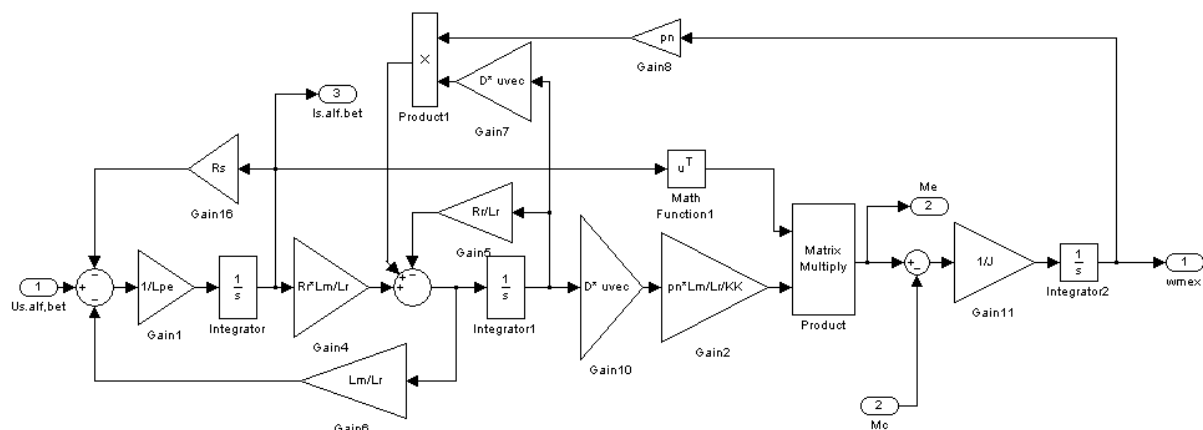 pn
Gain8
×
Product1
D* uvec
Gain7
3
Is.alf.bet
Rs
Gain16
u^T
Math
Function1
Rr/Lr
Gain5
Me
2
Matrix
Multiply
Product
1
Us.alf,bet
1/Lpe
Gain1
1/s
Integrator
Rr*Lm/Lr
Gain4
1/s
Integrator1
D* uvec
Gain10
pn*Lm/Lr/KK
Gain2
1/J
Gain11
1/s
Integrator2
1
wmex
Lm/Lr
Gain6
2
Mc